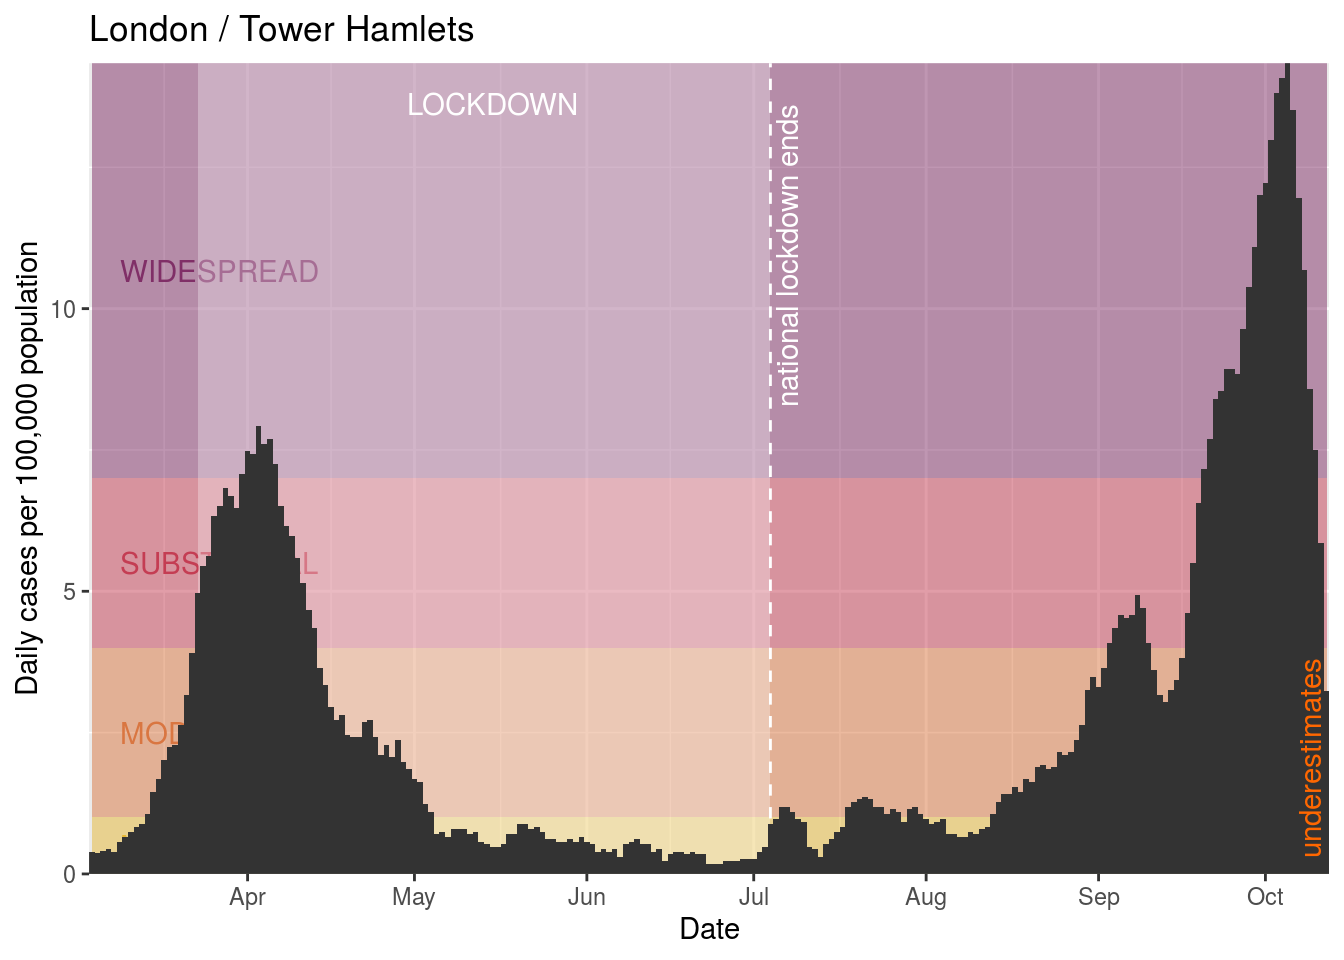 London / Tower Hamlets
LOCKDOWN
national lockdown ends
WIDESPREAD
10
SUBS L
5
MOD
0
underestimates
Daily cases per 100,000 population
Apr May Jun Jul Aug Sep Oct
Date